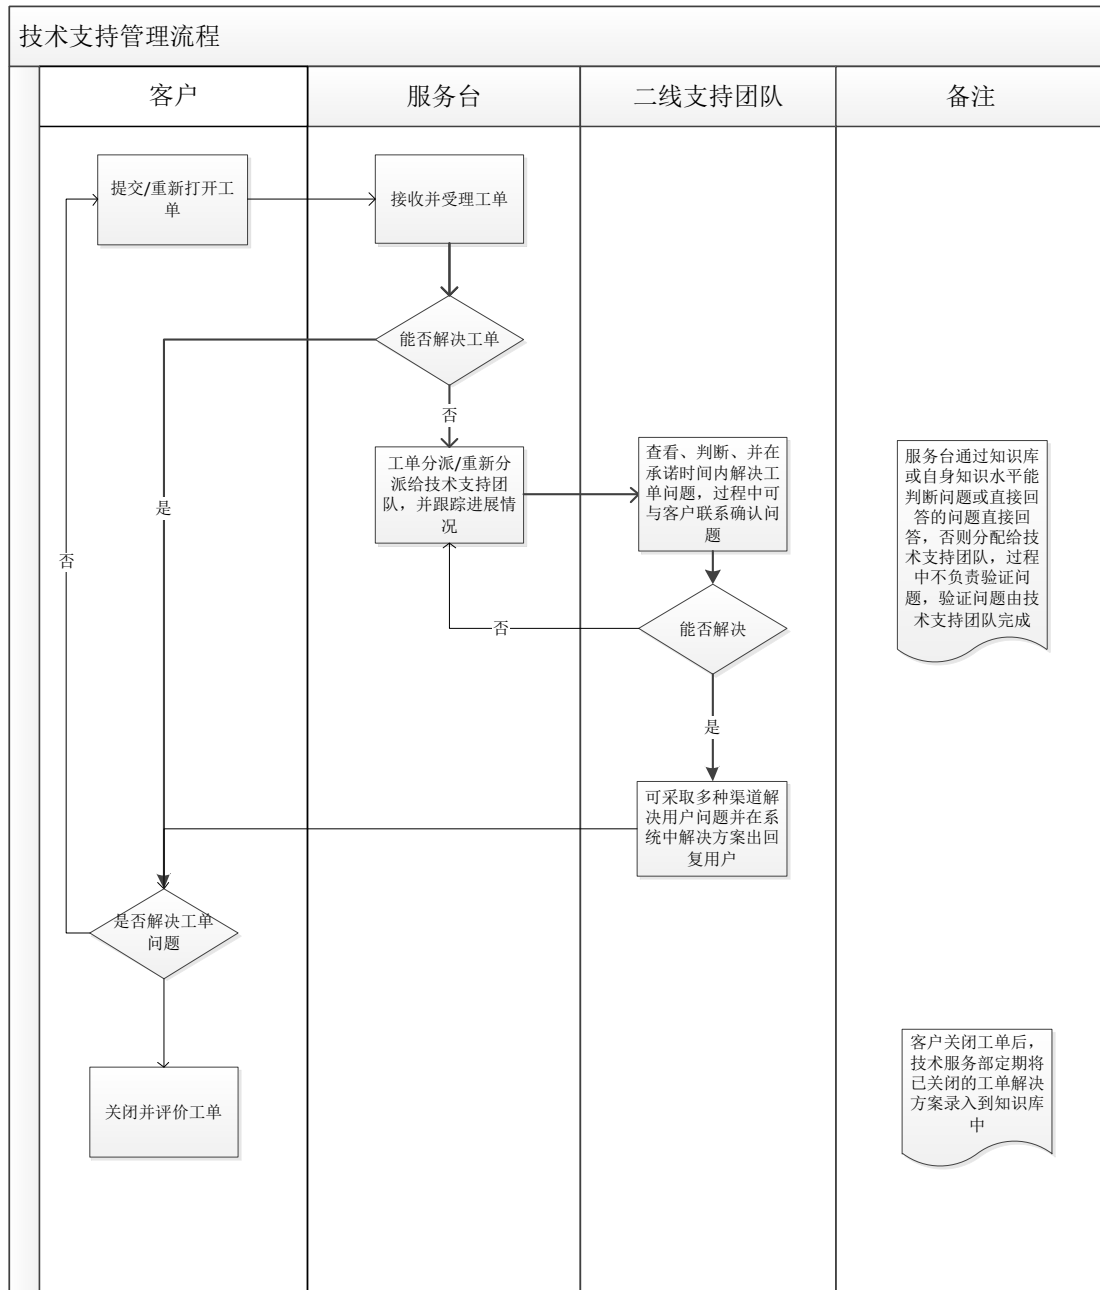 技术支持管理流程
客户
服务台
二线支持团队
备注
提交/重新打开工
单
接收并受理工单
能否解决工单
否
是
否
工单分派/重新分
派给技术支持团
队，并跟踪进展情
况
查看、判断、并在
承诺时间内解决工
单问题，过程中可
与客户联系确认问
题
服务台通过知识库
或自身知识水平能
判断问题或直接回
答的问题直接回
答，否则分配给技
术支持团队，过程
中不负责验证问
题，验证问题由技
术支持团队完成
否
能否解决
是
可采取多种渠道解
决用户问题并在系
统中解决方案出回
复用户
是否解决工单
问题
关闭并评价工单
客户关闭工单后，
技术服务部定期将
已关闭的工单解决
方案录入到知识库
中